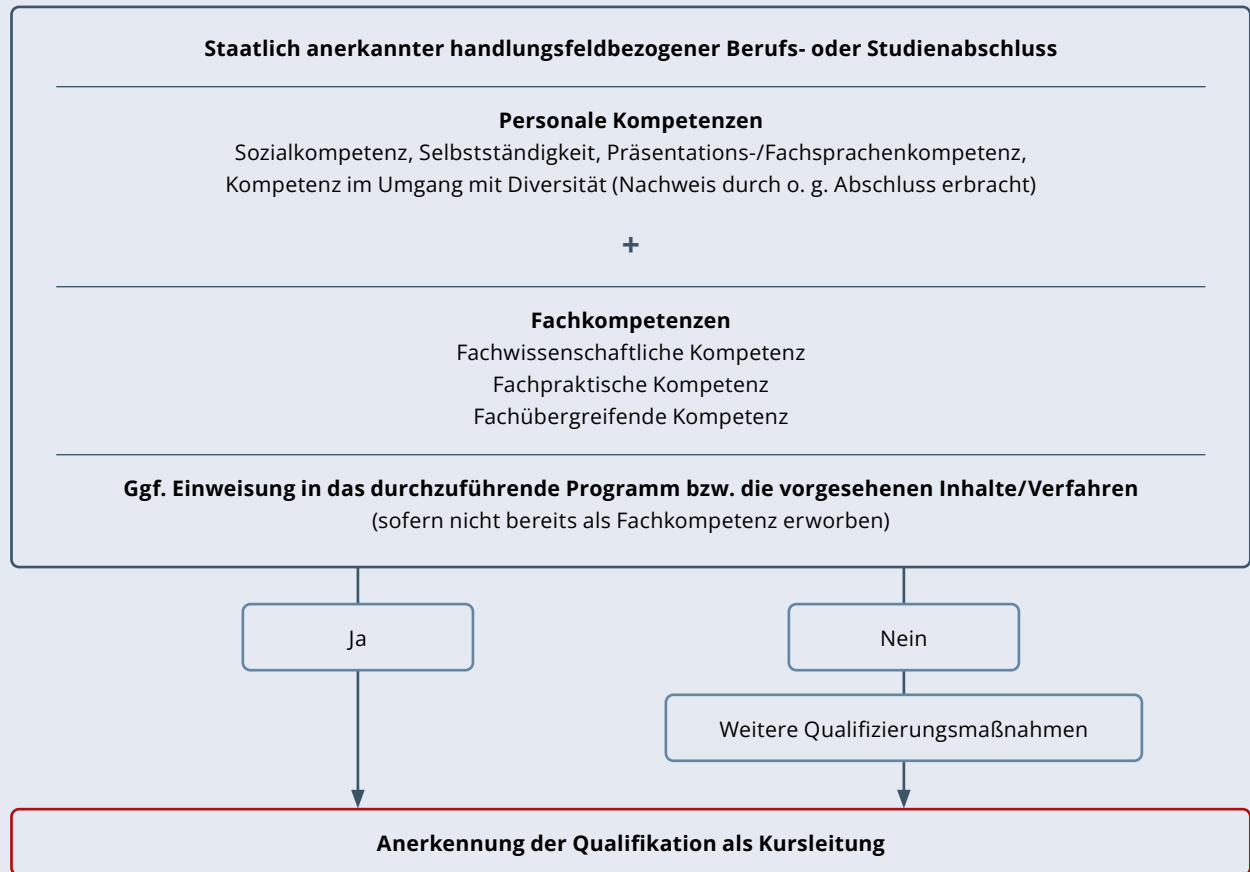 Staatlich anerkannter handlungsfeldbezogener Berufs- oder Studienabschluss
Personale Kompetenzen
Sozialkompetenz, Selbstständigkeit, Präsentations-/Fachsprachenkompetenz,
Kompetenz im Umgang mit Diversität (Nachweis durch o. g. Abschluss erbracht)
+
Fachkompetenzen
Fachwissenschaftliche Kompetenz
Fachpraktische Kompetenz
Fachübergreifende Kompetenz
Ggf. Einweisung in das durchzuführende Programm bzw. die vorgesehenen Inhalte/Verfahren
(sofern nicht bereits als Fachkompetenz erworben)
Ja
Nein
Weitere Qualifizierungsmaßnahmen
Anerkennung der Qualifikation als Kursleitung